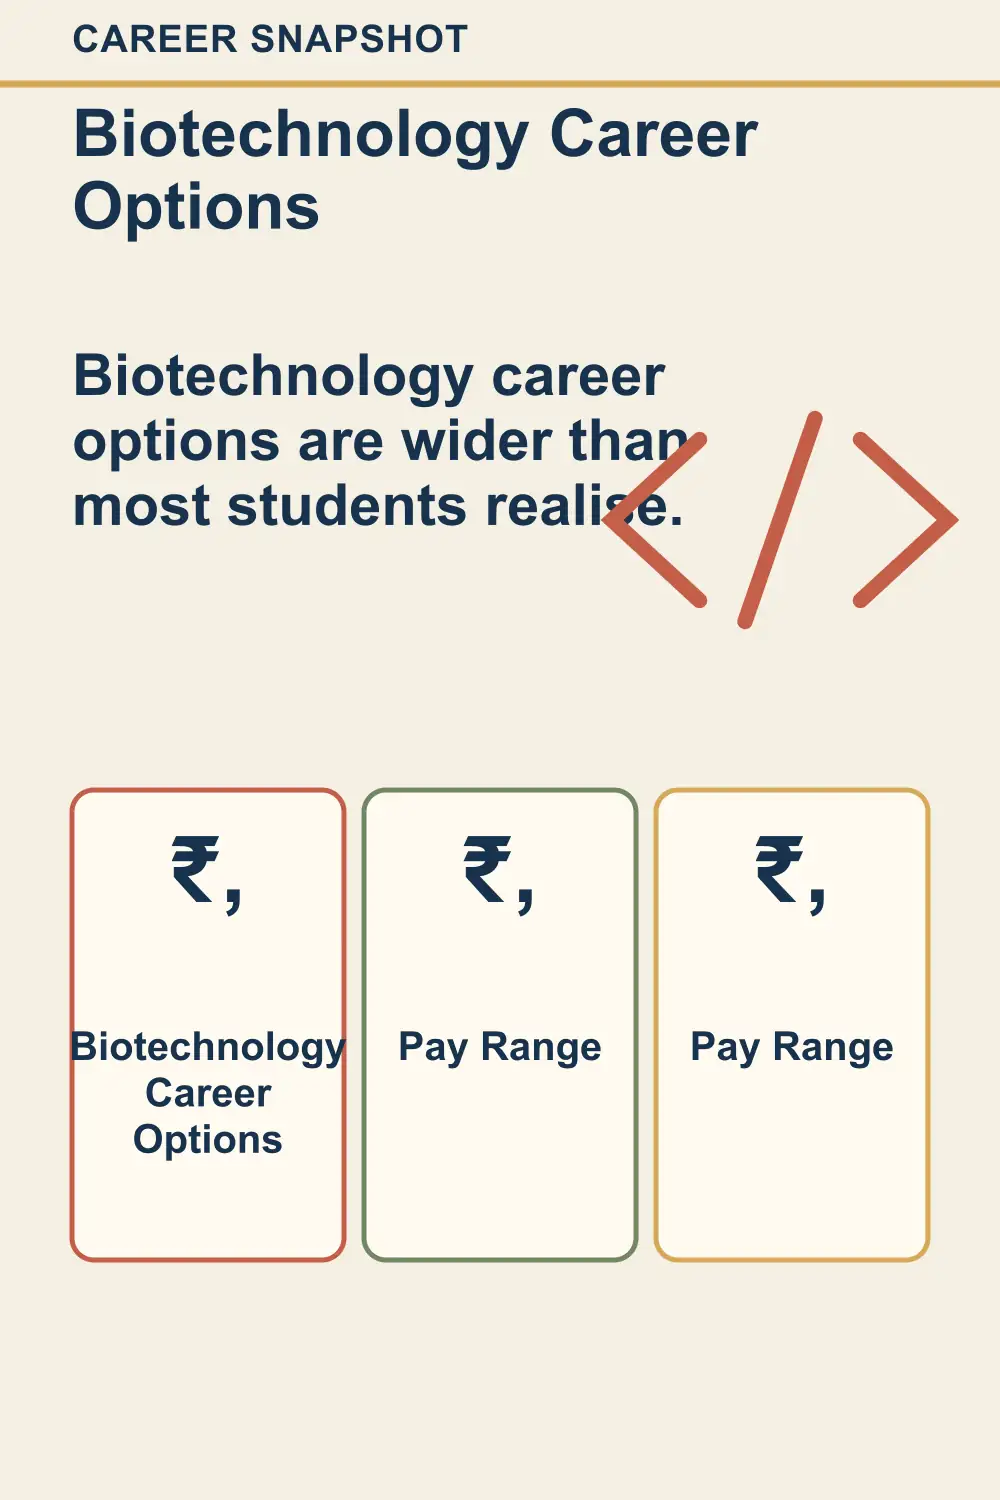 CAREER SNAPSHOT
Biotechnology Career
Options
Biotechnology career
options are wider than
most students realise.
</>
₹,
₹,
₹,
Biotechnology
Career
Options
Pay Range
Pay Range